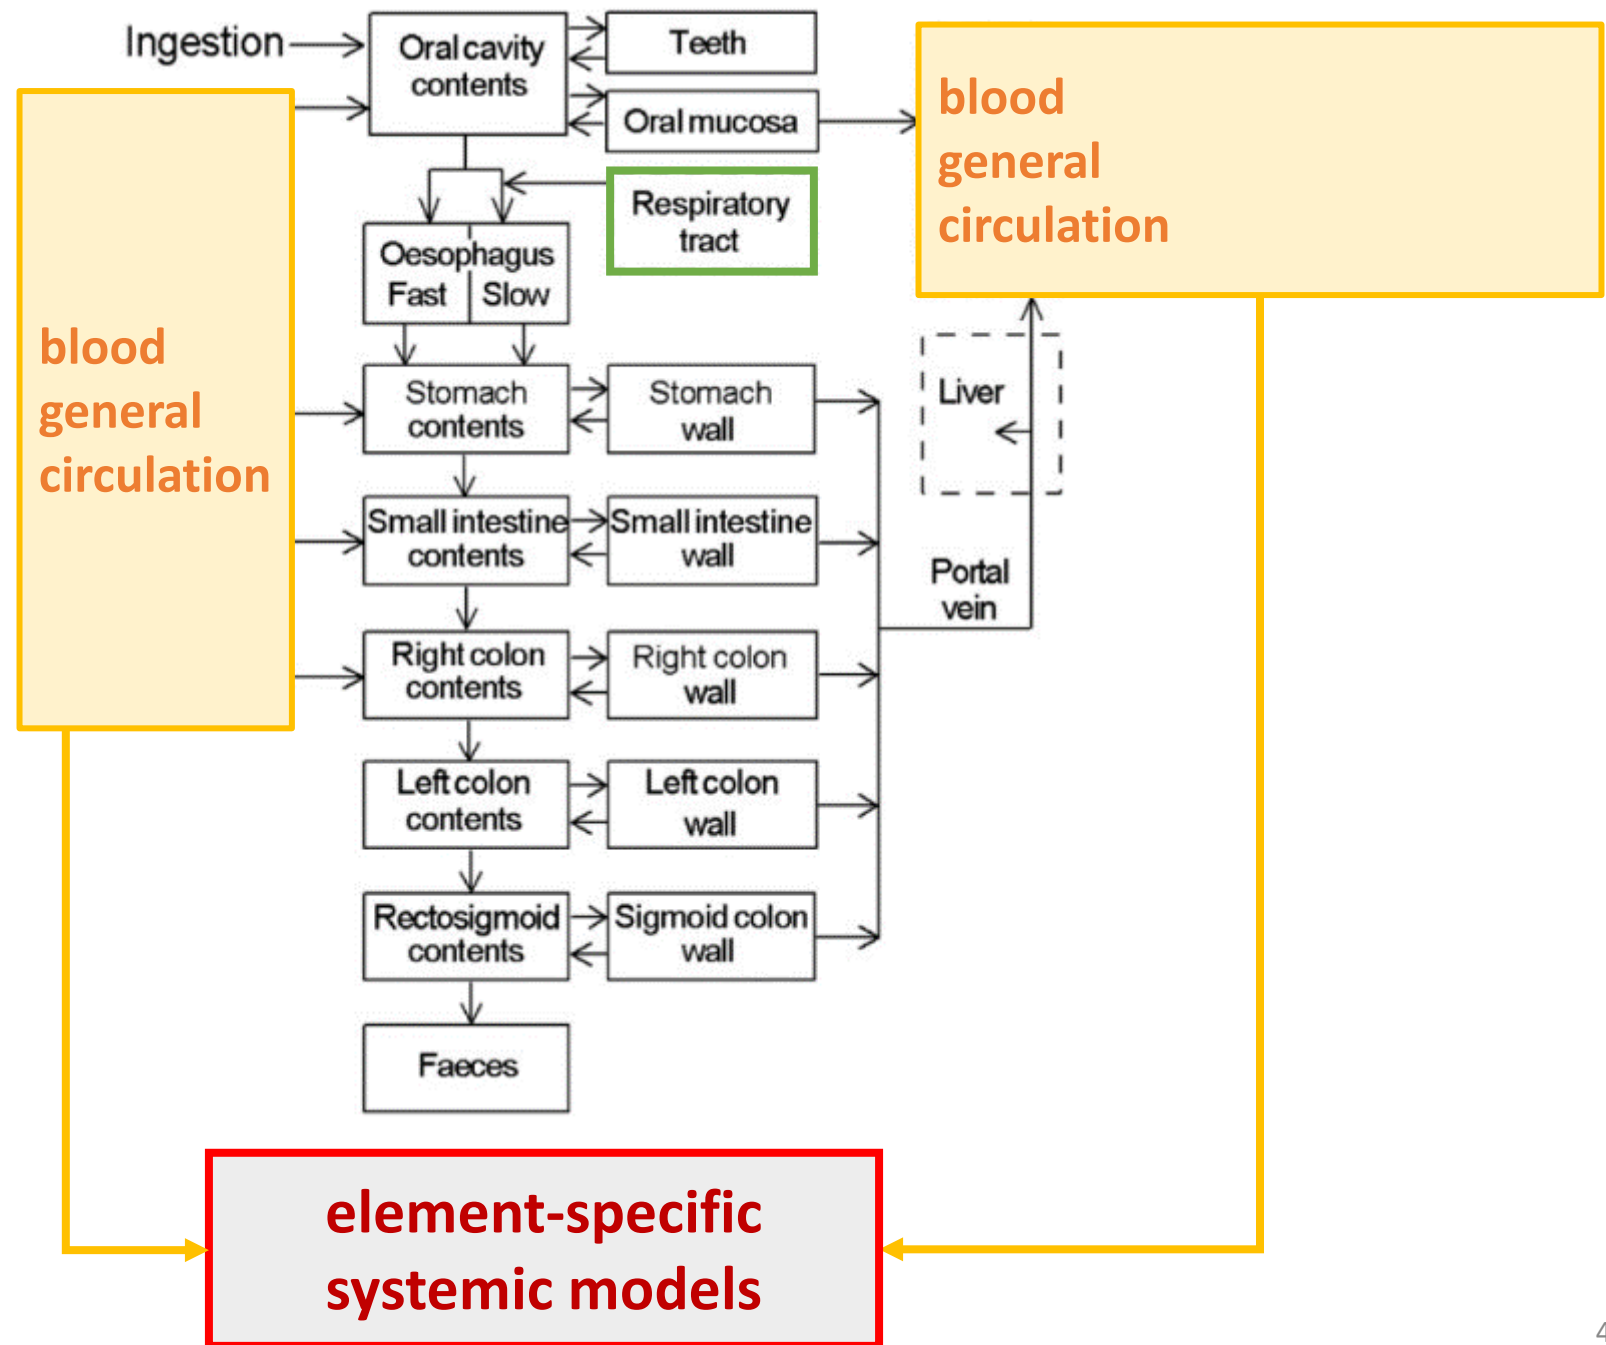 Ingestion
Oral cavity
contents
Teeth
Oral mucosa
blood
general
circulation
Respiratory
tract
Oesophagus
Fast
Slow
blood
general
circulation
Stomach
contents
Stomach
wall
Liver
Small intestine
contents
Small intestine
wall
Portal
vein
Right colon
contents
Right colon
wall
Left colon
contents
Left colon
wall
Rectosigmoid
contents
Sigmoid colon
wall
Faeces
element-specific
systemic models
4